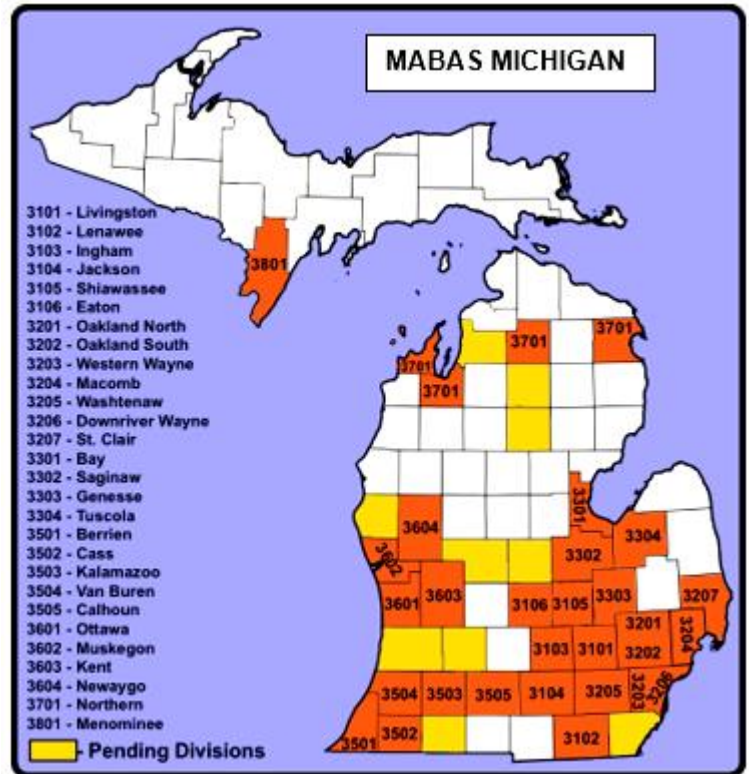 MABAS MICHIGAN
3101 - Livingston
3102 - Lenawee
3103 - Ingham
3104 - Jackson
3105 - Shiawassee
3106 - Eaton
3201 - Oakland North
3202 - Oakland South
3203 - Western Wayne
3204 - Macomb
3205 - Washtenaw
3206 - Downriver Wayne
3207 - St. Clair
3301 - Bay
3302 - Saginaw
3303 - Genesse
3304 - Tuscola
3501 - Berrien
3502 - Cass
3503 - Kalamazoo
3504 - Van Buren
3505 - Calhoun
3601 - Ottawa
3602 - Muskegon
3603 - Kent
3604 - Newaygo
3701 - Northern
3801 - Menominee
- Pending Divisions
3801
3701
3701
3701
3701
3301
3604
3304
3602
3302
3601
3603
3106
3105
3303
3207
3201
3204
3103
3101
3202
3504
3503
3505
3104
3205
3203
3206
3501
3502
3102